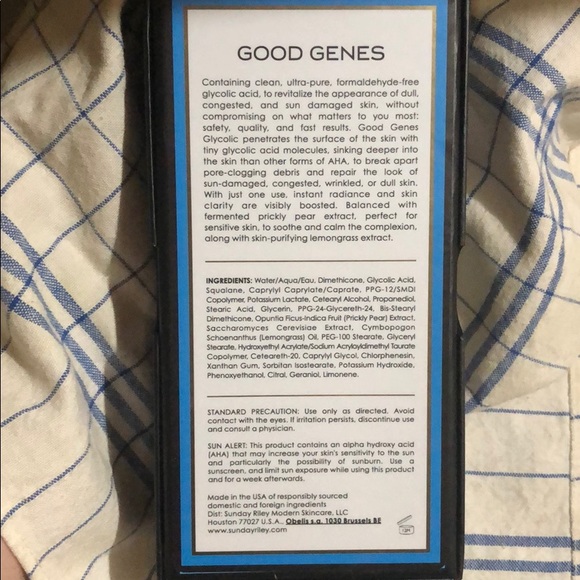 GOOD GENES
Containing clean, ultra-pure, formaldehyde-free
glycolic acid, to revitalize the appearance of dull,
congested, and sun damaged skin, without
compromising on what matters to you most:
safety, quality, and fast results. Good Genes
Glycolic penetrates the surface of the skin with
tiny glycolic acid molecules, sinking deeper into
the skin than other forms of AHA, to break apart
pore-clogging debris and repair the look of
sun-damaged, congested, wrinkled, or dull skin.
With just one use, instant radiance and skin
clarity are visibly boosted. Balanced with
fermented prickly pear extract, perfect for
sensitive skin, to soothe and calm the complexion,
along with skin-purifying lemongrass extract.
INGREDIENTS: Water/Aqua/Eau, Dimethicone, Glycolic Acid,
Squalane, Caprylyl Caprylate/Caprate, PPG-12/SMDI
Copolymer, Potassium Lactate, Cetearyl Alcohol, Propanediol,
Stearic Acid, Glycerin, PPG-24-Glycereth-24, Bis-Stearyl
Dimethicone, Opuntia Ficus-Indica Fruit (Prickly Pear) Extract,
Saccharomyces Cerevisiae Extract, Cymbopogon
Schoenanthus (Lemongrass) Oil, PEG-100 Stearate, Glyceryl
Stearate, Hydroxyethyl Acrylate/Sodium Acryloyldimethyl Taurate
Copolymer, Ceteareth-20, Caprylyl Glycol, Chlorphenesin,
Xanthan Gum, Sorbitan Isostearate, Potassium Hydroxide,
Phenoxyethanol, Citral, Geraniol, Limonene.
STANDARD PRECAUTION: Use only as directed. Avoid
contact with the eyes. If irritation persists, discontinue use
and consult a physician.
SUN ALERT: This product contains an alpha hydroxy acid
(AHA) that may increase your skin's sensitivity to the sun
and particularly the possibility of sunburn. Use a
sunscreen, and limit sun exposure while using this product
and for a week afterwards.
Made in the USA of responsibly sourced
domestic and foreign ingredients
Dist: Sunday Riley Modern Skincare, LLC
Houston 77027 U.S.A., Obelis s.a. 1030 Brussels BE
www.sundayriley.com